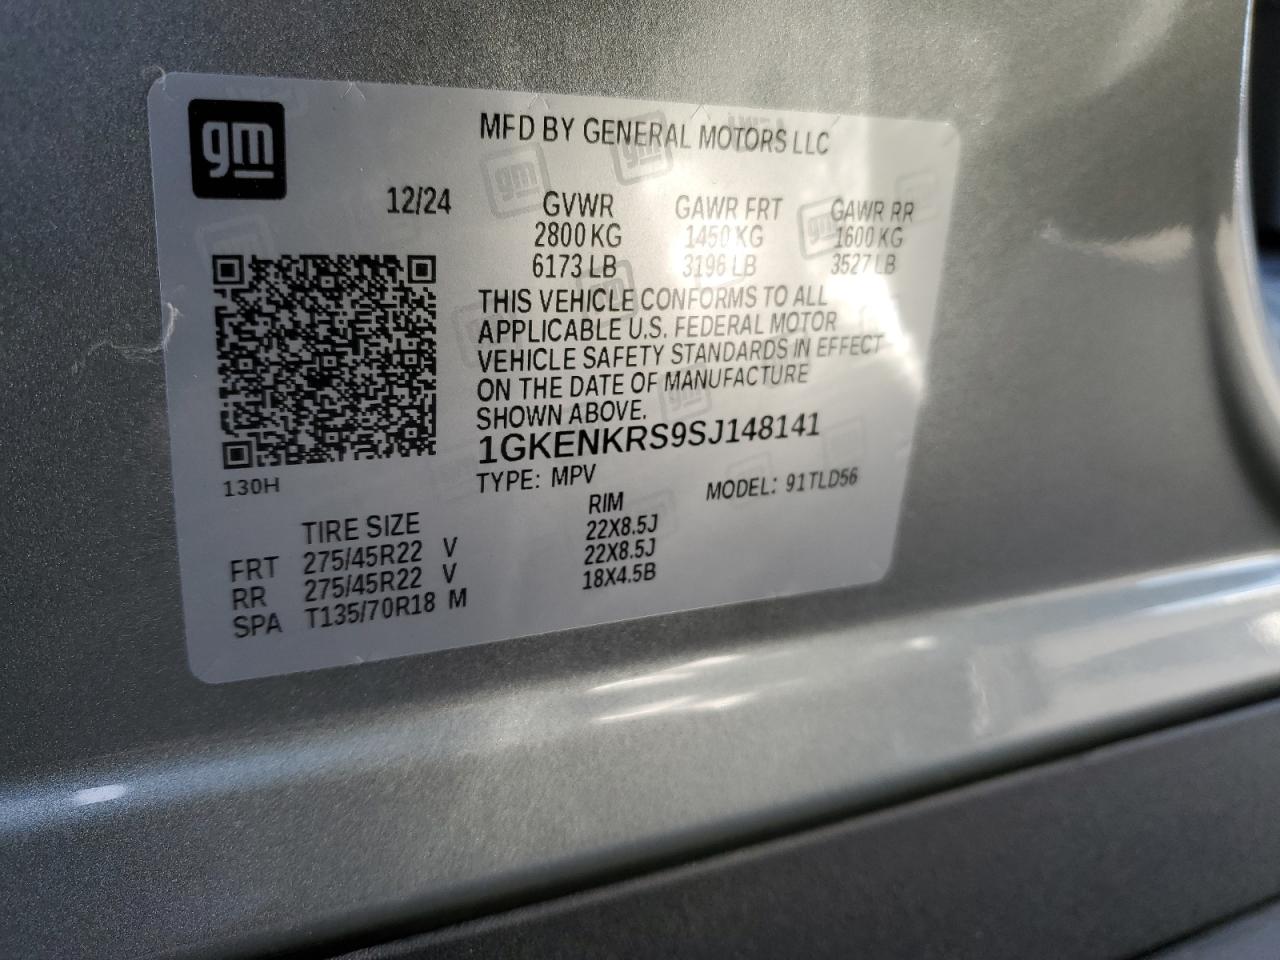 gm
MFD BY GENERAL MOTORS LLC
12/24 GVWR GAWR FRT GAWR RR
2800 KG 1450 KG 1600 KG
6173 LB 3196 LB 3527 LB
THIS VEHICLE CONFORMS TO ALL
APPLICABLE U.S. FEDERAL MOTOR
VEHICLE SAFETY STANDARDS IN EFFECT
ON THE DATE OF MANUFACTURE
SHOWN ABOVE.
1GKENKRS9SJ148141
130H
TYPE: MPV MODEL: 91TLD56
TIRE SIZE RIM
FRT 275/45R22 V 22X8.5J
RR 275/45R22 V 22X8.5J
SPA T135/70R18 M 18X4.5B